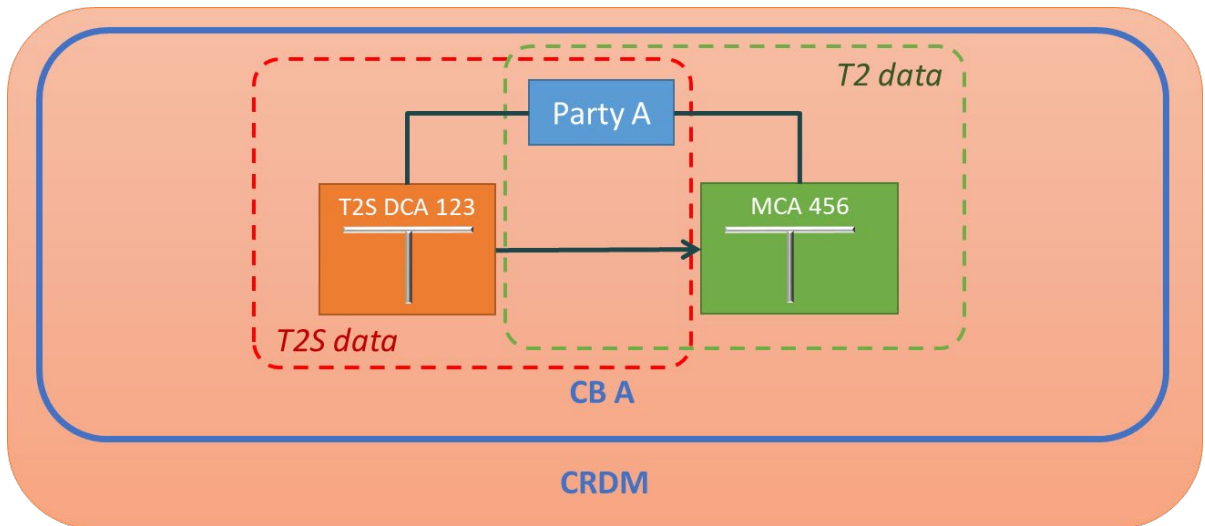 T2 data
Party A
T2S DCA 123
MCA 456
T2S data
CB A
CRDM